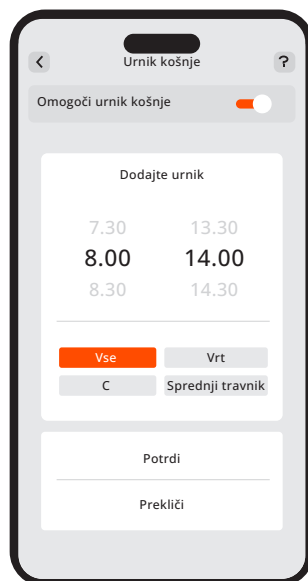 Urnik košnje ?
Omogoči urnik košnje
Dodajte urnik
7.30 13.30
8.00 14.00
8.30 14.30
Vse Vrt
C Sprednji travnik
Potrdi
Prekliči